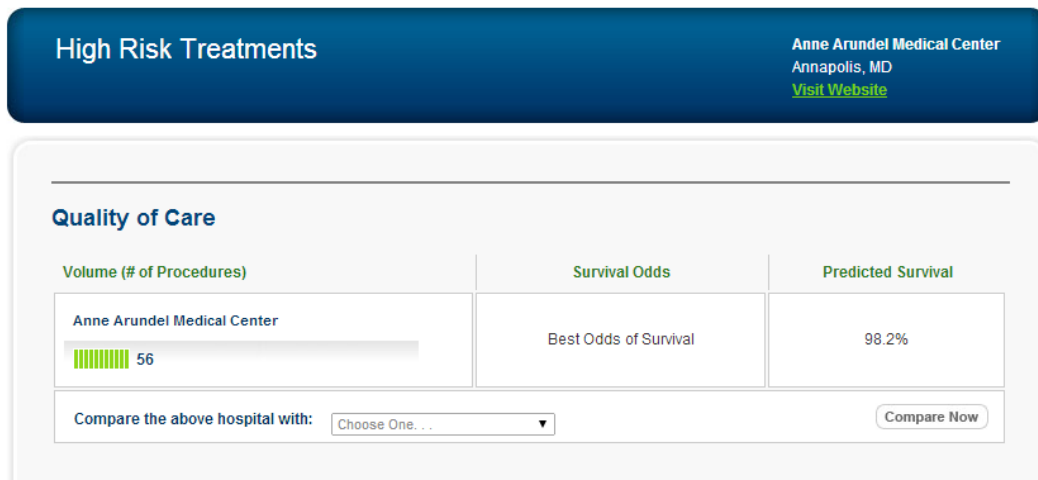 High Risk Treatments
Anne Arundel Medical Center
Annapolis, MD
Visit Website
Quality of Care
Volume (# of Procedures)
Survival Odds
Predicted Survival
Anne Arundel Medical Center
56
Best Odds of Survival
98.2%
Compare the above hospital with:
Choose One. . .
Compare Now